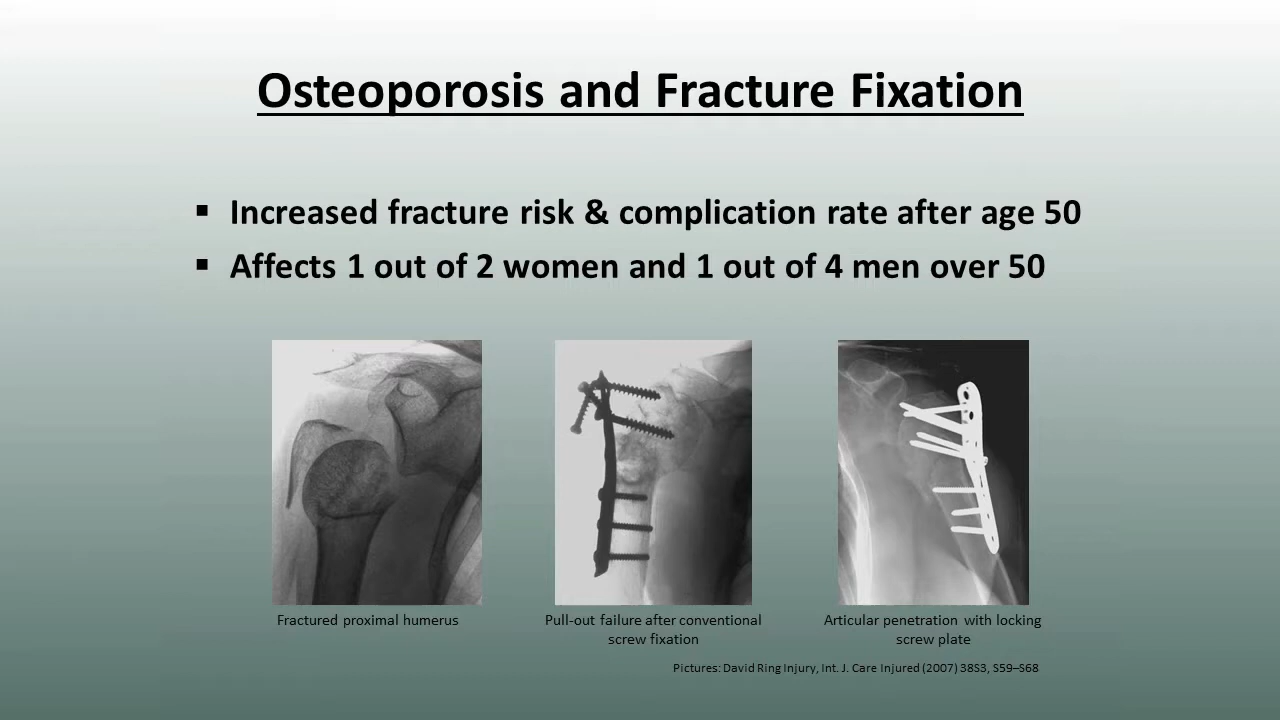 Osteoporosis and Fracture Fixation
▪ Increased fracture risk & complication rate after age 50
▪ Affects 1 out of 2 women and 1 out of 4 men over 50
Fractured proximal humerus
Pull-out failure after conventional
screw fixation
Articular penetration with locking
screw plate
Pictures: David Ring Injury, Int. J. Care Injured (2007) 38S3, S59–S68